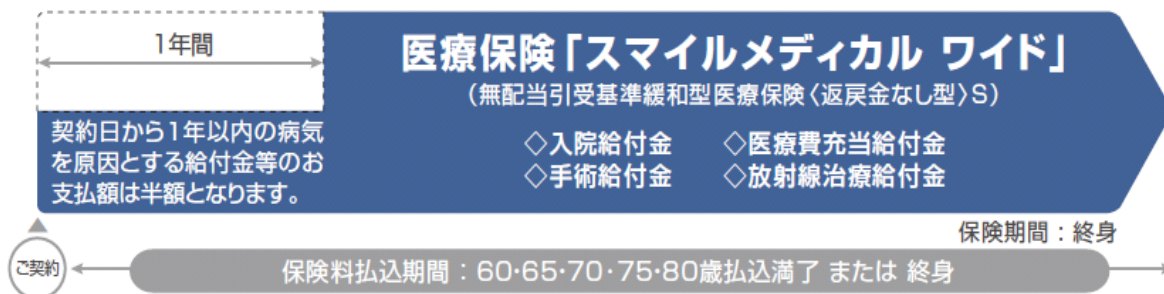 1年間
医療保険「スマイルメディカル ワイド」
(無配当引受基準緩和型医療保険〈返戻金なし型〉S)
契約日から1年以内の病気
を原因とする給付金等のお
支払額は半額となります。
◇入院給付金 ◇医療費充当給付金
◇手術給付金 ◇放射線治療給付金
保険期間：終身
ご契約
保険料払込期間：60・65・70・75・80歳払込満了 または 終身